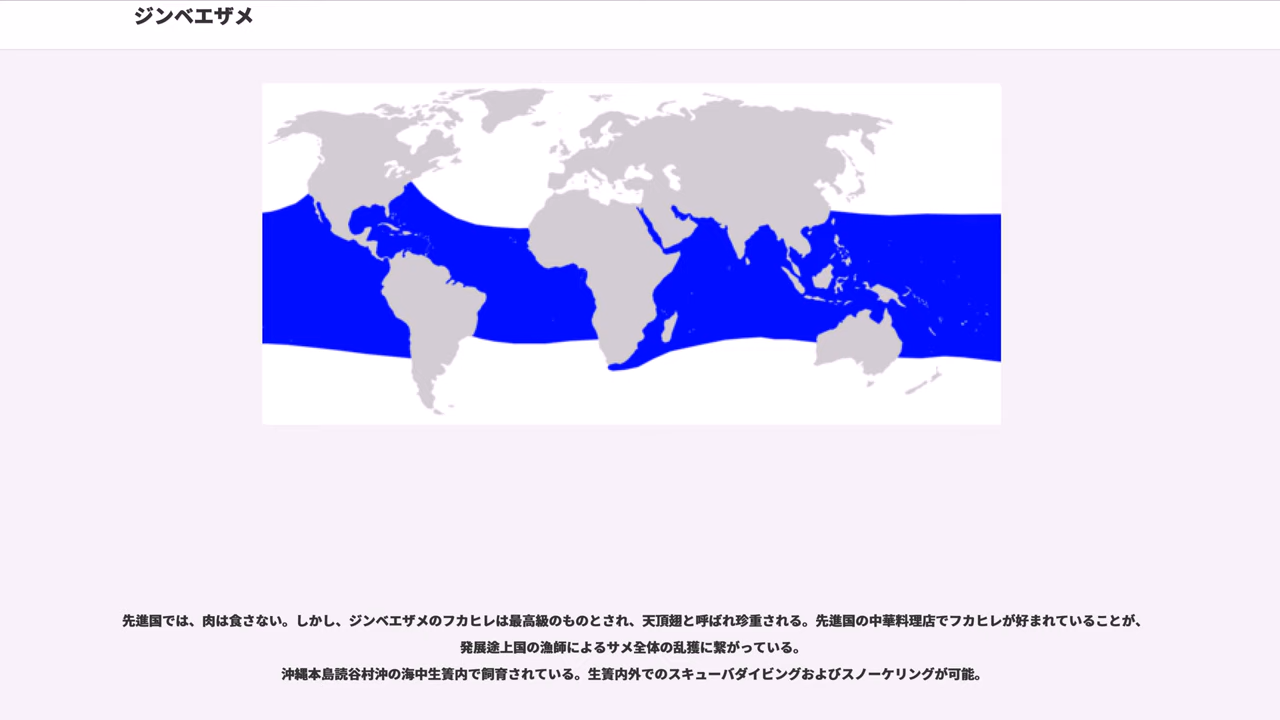 ジンベエザメ
先進国では、肉は食さない。しかし、ジンベエザメのフカヒレは最高級のものとされ、天頂翅と呼ばれ珍重される。先進国の中華料理店でフカヒレが好まれていることが、
発展途上国の漁師によるサメ全体の乱獲に繋がっている。
沖縄本島読谷村沖の海中生簀内で飼育されている。生簀内外でのスキューバダイビングおよびスノーケリングが可能。